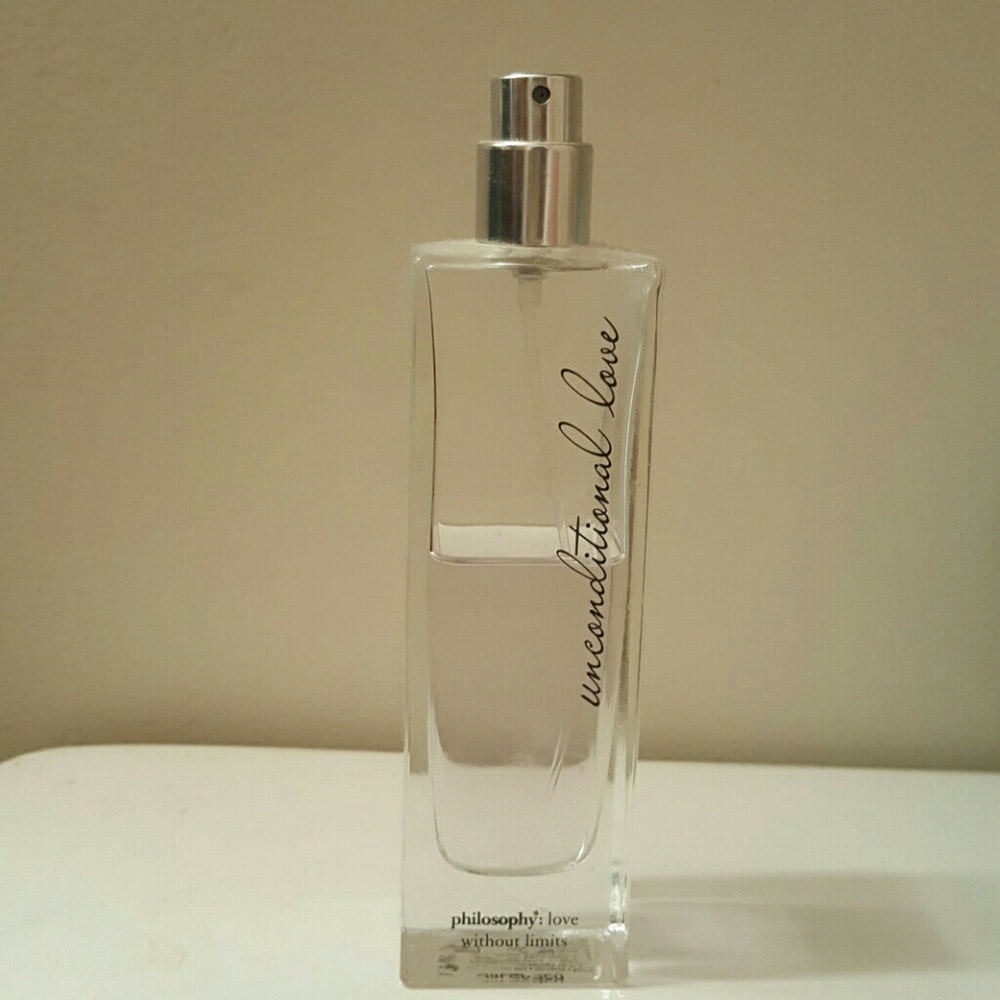 unconditional love
philosophy: love
without limits